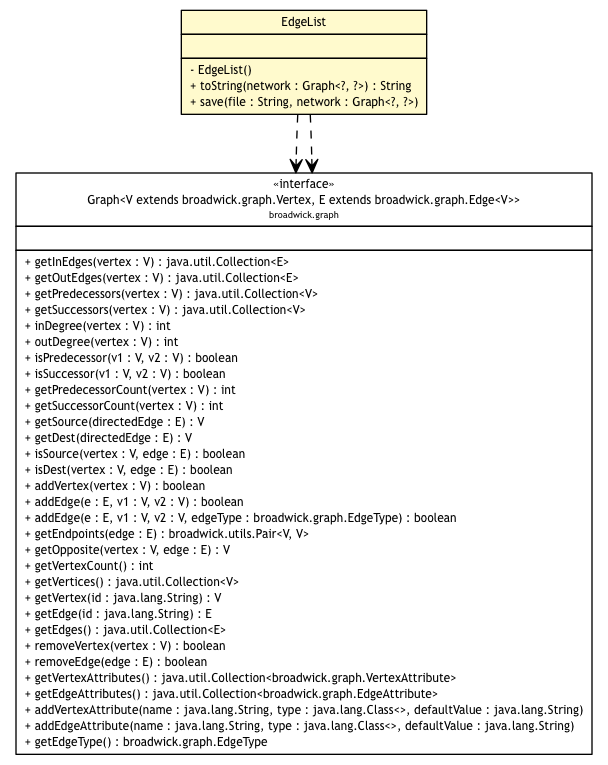 EdgeList
- EdgeList()
+ toString(network : Graph<?, ?>) : String
+ save(file : String, network : Graph<?, ?>)
«interface»
Graph<V extends broadwick.graph.Vertex, E extends broadwick.graph.Edge<V>>
broadwick.graph
+ getInEdges(vertex : V) : java.util.Collection<E>
+ getOutEdges(vertex : V) : java.util.Collection<E>
+ getPredecessors(vertex : V) : java.util.Collection<V>
+ getSuccessors(vertex : V) : java.util.Collection<V>
+ inDegree(vertex : V) : int
+ outDegree(vertex : V) : int
+ isPredecessor(v1 : V, v2 : V) : boolean
+ isSuccessor(v1 : V, v2 : V) : boolean
+ getPredecessorCount(vertex : V) : int
+ getSuccessorCount(vertex : V) : int
+ getSource(directedEdge : E) : V
+ getDest(directedEdge : E) : V
+ isSource(vertex : V, edge : E) : boolean
+ isDest(vertex : V, edge : E) : boolean
+ addVertex(vertex : V) : boolean
+ addEdge(e : E, v1 : V, v2 : V) : boolean
+ addEdge(e : E, v1 : V, v2 : V, edgeType : broadwick.graph.EdgeType) : boolean
+ getEndpoints(edge : E) : broadwick.utils.Pair<V, V>
+ getOpposite(vertex : V, edge : E) : V
+ getVertexCount() : int
+ getVertices() : java.util.Collection<V>
+ getVertex(id : java.lang.String) : V
+ getEdge(id : java.lang.String) : E
+ getEdges() : java.util.Collection<E>
+ removeVertex(vertex : V) : boolean
+ removeEdge(edge : E) : boolean
+ getVertexAttributes() : java.util.Collection<broadwick.graph.VertexAttribute>
+ getEdgeAttributes() : java.util.Collection<broadwick.graph.EdgeAttribute>
+ addVertexAttribute(name : java.lang.String, type : java.lang.Class<>, defaultValue : java.lang.String)
+ addEdgeAttribute(name : java.lang.String, type : java.lang.Class<>, defaultValue : java.lang.String)
+ getEdgeType() : broadwick.graph.EdgeType